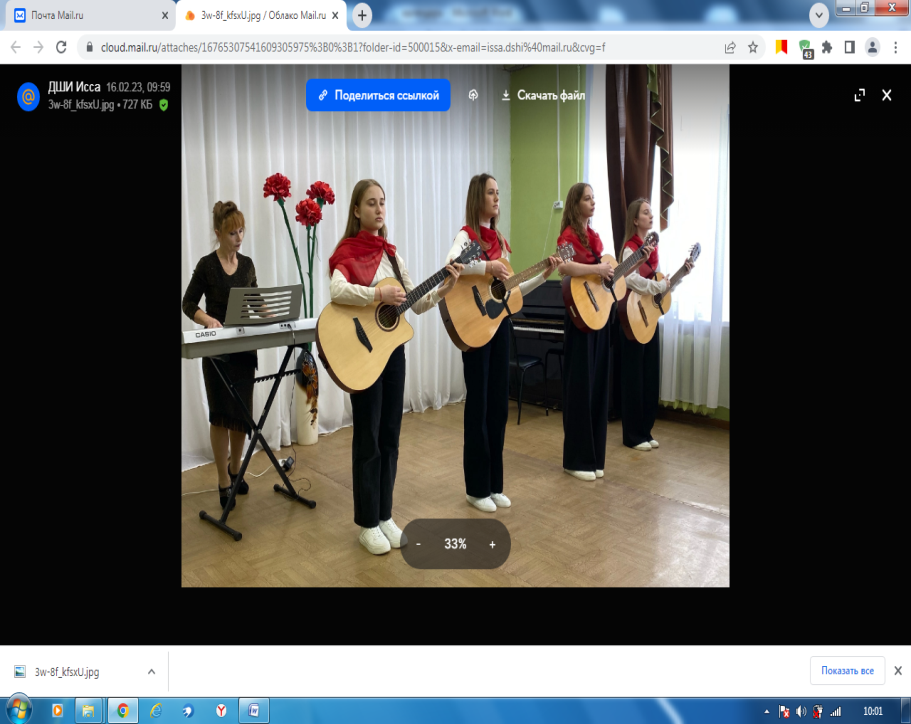 Почта Mail.ru
3w-8f_kfsxU.jpg / Облако Mail.ru
cloud.mail.ru/attaches/16765307541609305975%3B0%3B1?folder-id=500015&x-email=issa.dshi%40mail.ru&cvg=f
43
ДШИ Исса 16.02.23, 09:59
3w-8f_kfsxU.jpg • 727 КБ
Поделиться ссылкой
Скачать файл
CASIO
- 33% +
3w-8f_kfsxU.jpg
Показать все
10:01